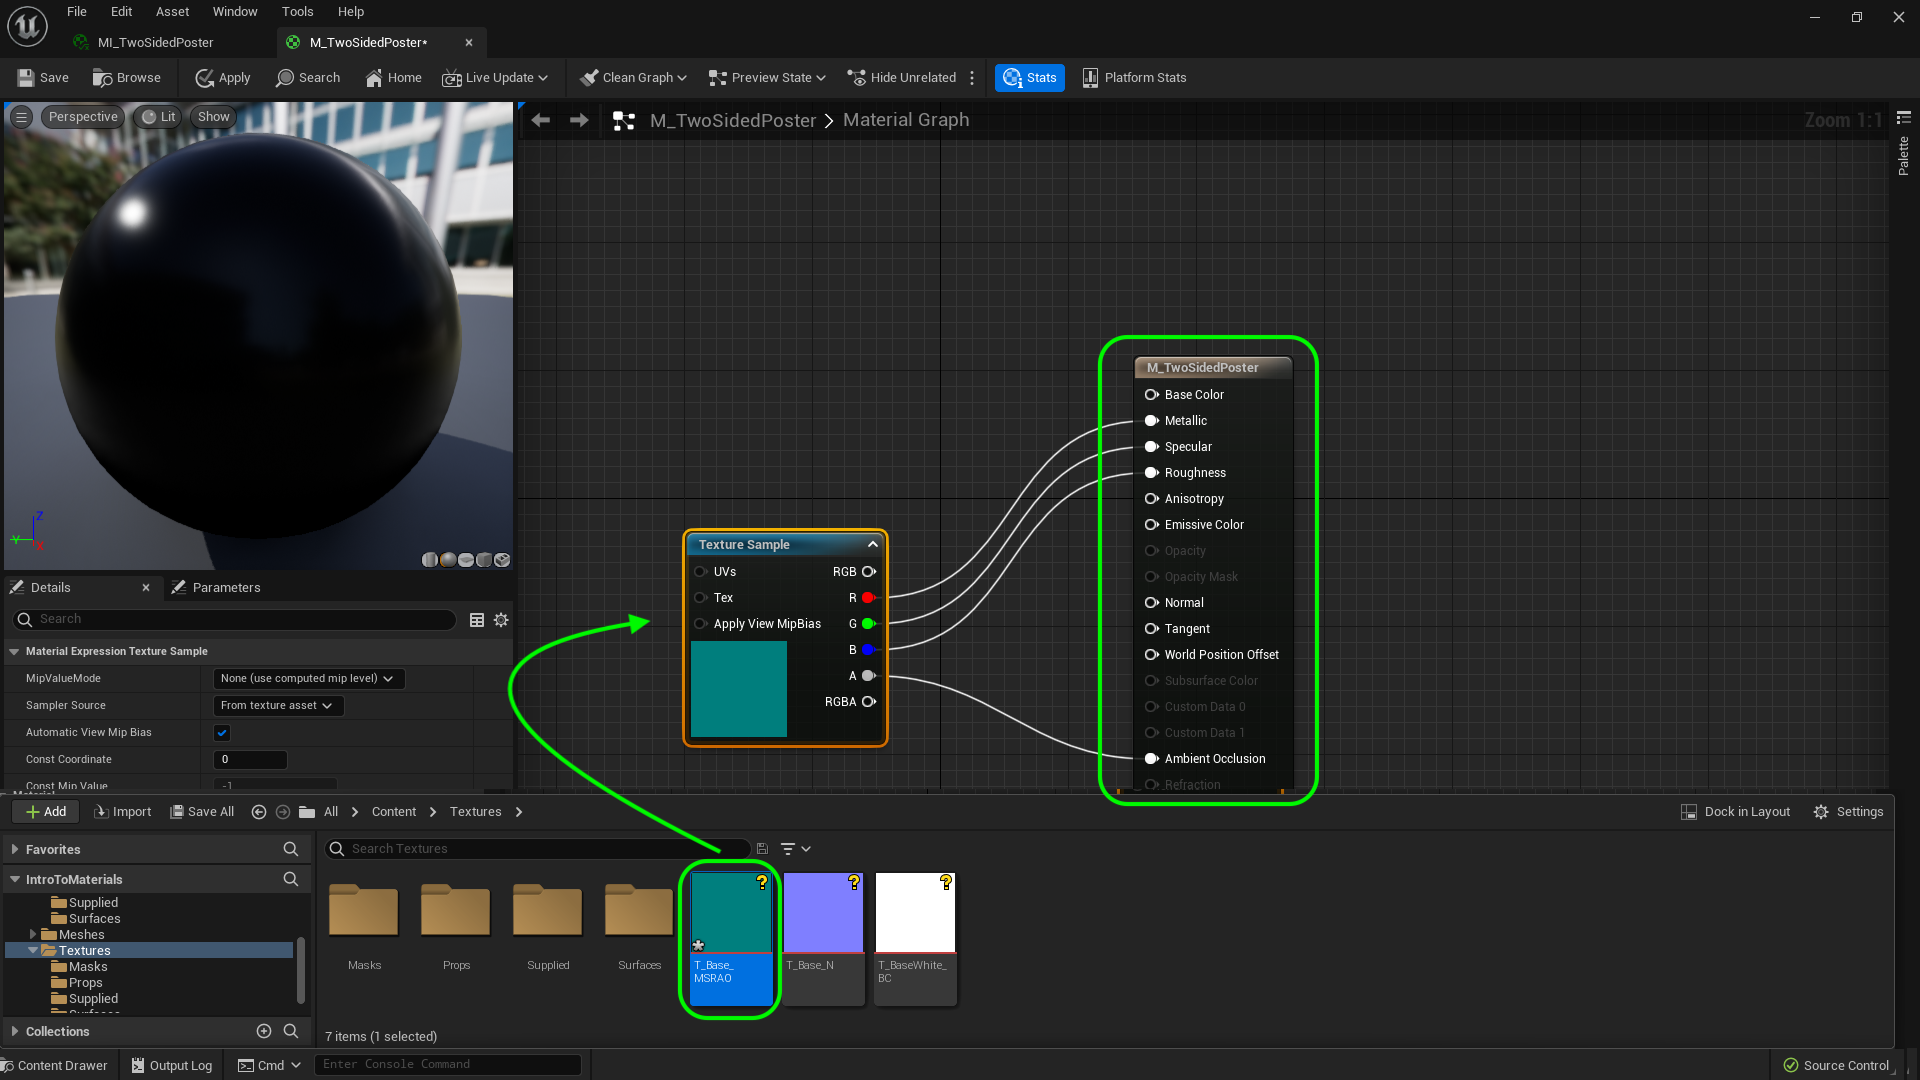 File Edit Asset Window Tools Help
MI_TwoSidedPoster
M_TwoSidedPoster*
Save Browse Apply Search Home Live Update Clean Graph Preview State Hide Unrelated Stats Platform Stats
Perspective Lit Show
M_TwoSidedPoster > Material Graph
Zoom 1:1
Palette
M_TwoSidedPoster
Base Color
Metallic
Specular
Roughness
Anisotropy
Emissive Color
Opacity
Opacity Mask
Normal
Tangent
World Position Offset
Subsurface Color
Custom Data 0
Custom Data 1
Ambient Occlusion
Refraction
Texture Sample
UVs RGB
Tex R
Apply View MipBias G
B
A
RGBA
Z
Y
X
Details Parameters
Search
Material Expression Texture Sample
MipValueMode None (use computed mip level)
Sampler Source From texture asset
Automatic View Mip Bias
Const Coordinate 0
Const Mip Value -1
Material
Add Import Save All All > Content > Textures > Dock in Layout Settings
Favorites
IntroToMaterials
Supplied
Surfaces
Meshes
Textures
Masks
Props
Supplied
Surfaces
Collections
Search Textures
Masks
Props
Supplied
Surfaces
T_Base_
MSRAO
T_Base_N
T_BaseWhite_
BC
7 items (1 selected)
Content Drawer Output Log Cmd Enter Console Command Source Control